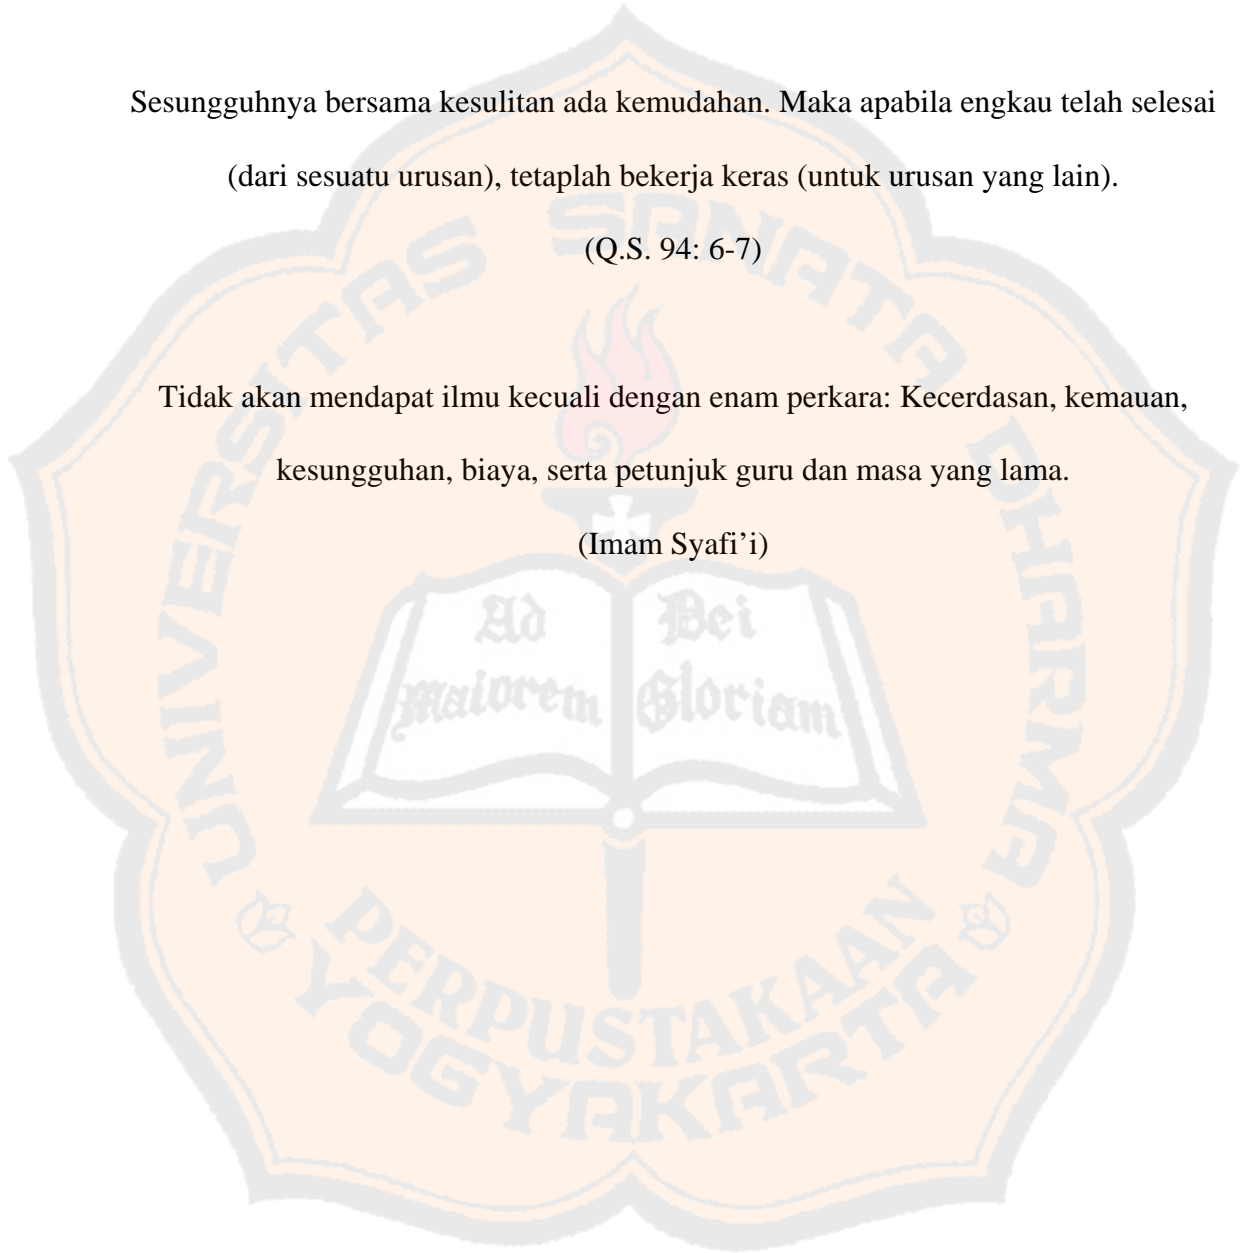 Sesungguhnya bersama kesulitan ada kemudahan. Maka apabila engkau telah selesai
(dari sesuatu urusan), tetaplah bekerja keras (untuk urusan yang lain).
(Q.S. 94: 6-7)
Tidak akan mendapat ilmu kecuali dengan enam perkara: Kecerdasan, kemauan,
kesungguhan, biaya, serta petunjuk guru dan masa yang lama.
(Imam Syafi’i)
UNIVERSITAS SANATA DHARMA
Ad Dei
Maiorem Gloriam
PERPUSTAKAAN
YOGYAKARTA